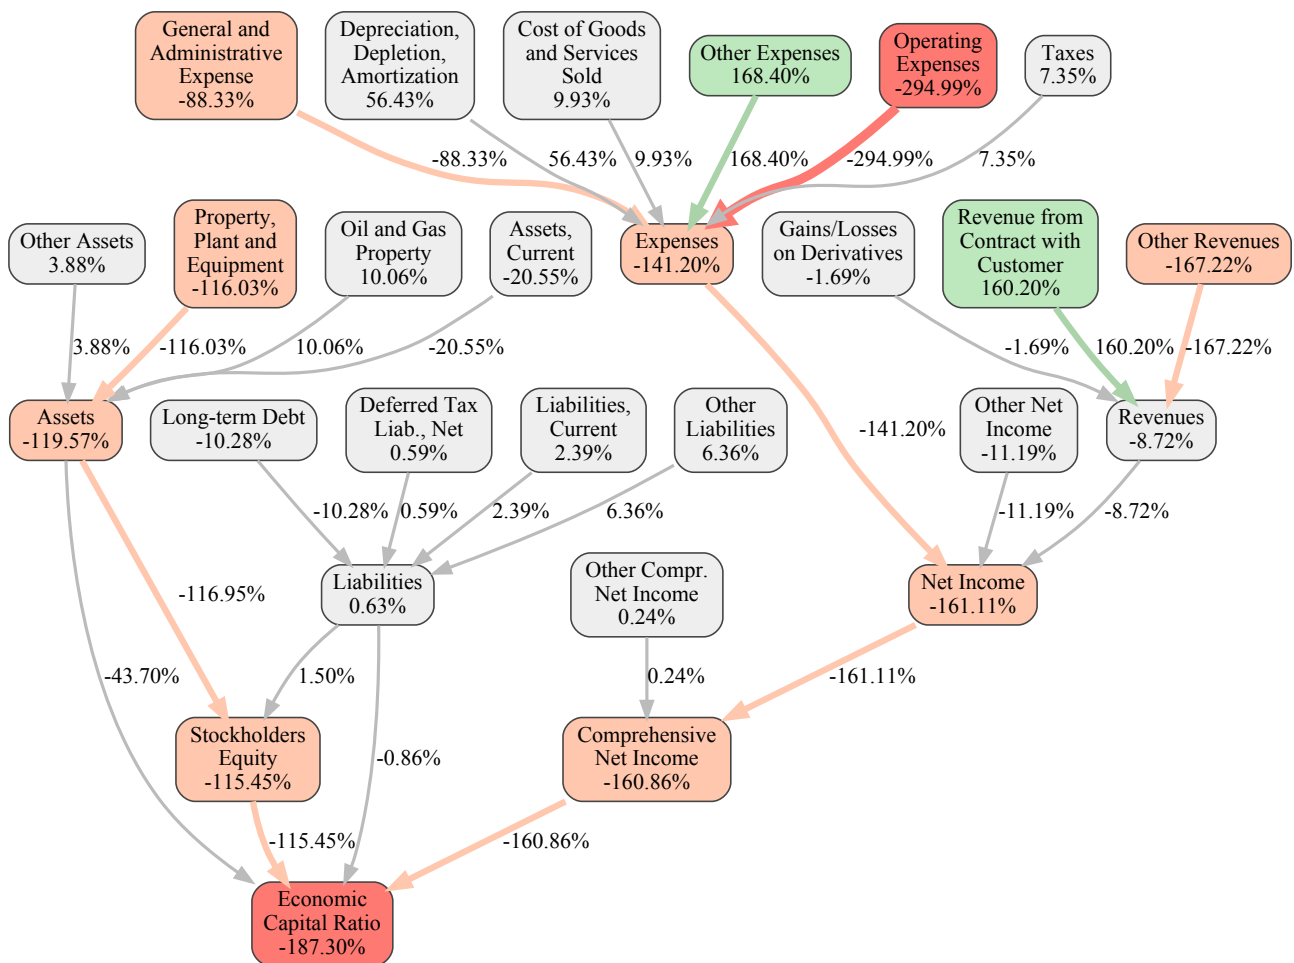 General and
Administrative
Expense
-88.33%
Depreciation,
Depletion,
Amortization
56.43%
Cost of Goods
and Services
Sold
9.93%
Other Expenses
168.40%
Operating
Expenses
-294.99%
Taxes
7.35%
-88.33%
56.43%
9.93%
168.40%
-294.99%
7.35%
Other Assets
3.88%
Property,
Plant and
Equipment
-116.03%
Oil and Gas
Property
10.06%
Assets,
Current
-20.55%
Expenses
-141.20%
Gains/Losses
on Derivatives
-1.69%
Revenue from
Contract with
Customer
160.20%
Other Revenues
-167.22%
3.88%
-116.03%
10.06%
-20.55%
-1.69%
160.20%
-167.22%
Assets
-119.57%
Long-term Debt
-10.28%
Deferred Tax
Liab., Net
0.59%
Liabilities,
Current
2.39%
Other
Liabilities
6.36%
-141.20%
Other Net
Income
-11.19%
Revenues
-8.72%
-10.28%
0.59%
2.39%
6.36%
-11.19%
-8.72%
-116.95%
Liabilities
0.63%
Other Compr.
Net Income
0.24%
Net Income
-161.11%
-43.70%
1.50%
0.24%
-161.11%
Stockholders
Equity
-115.45%
-0.86%
Comprehensive
Net Income
-160.86%
-115.45%
-160.86%
Economic
Capital Ratio
-187.30%